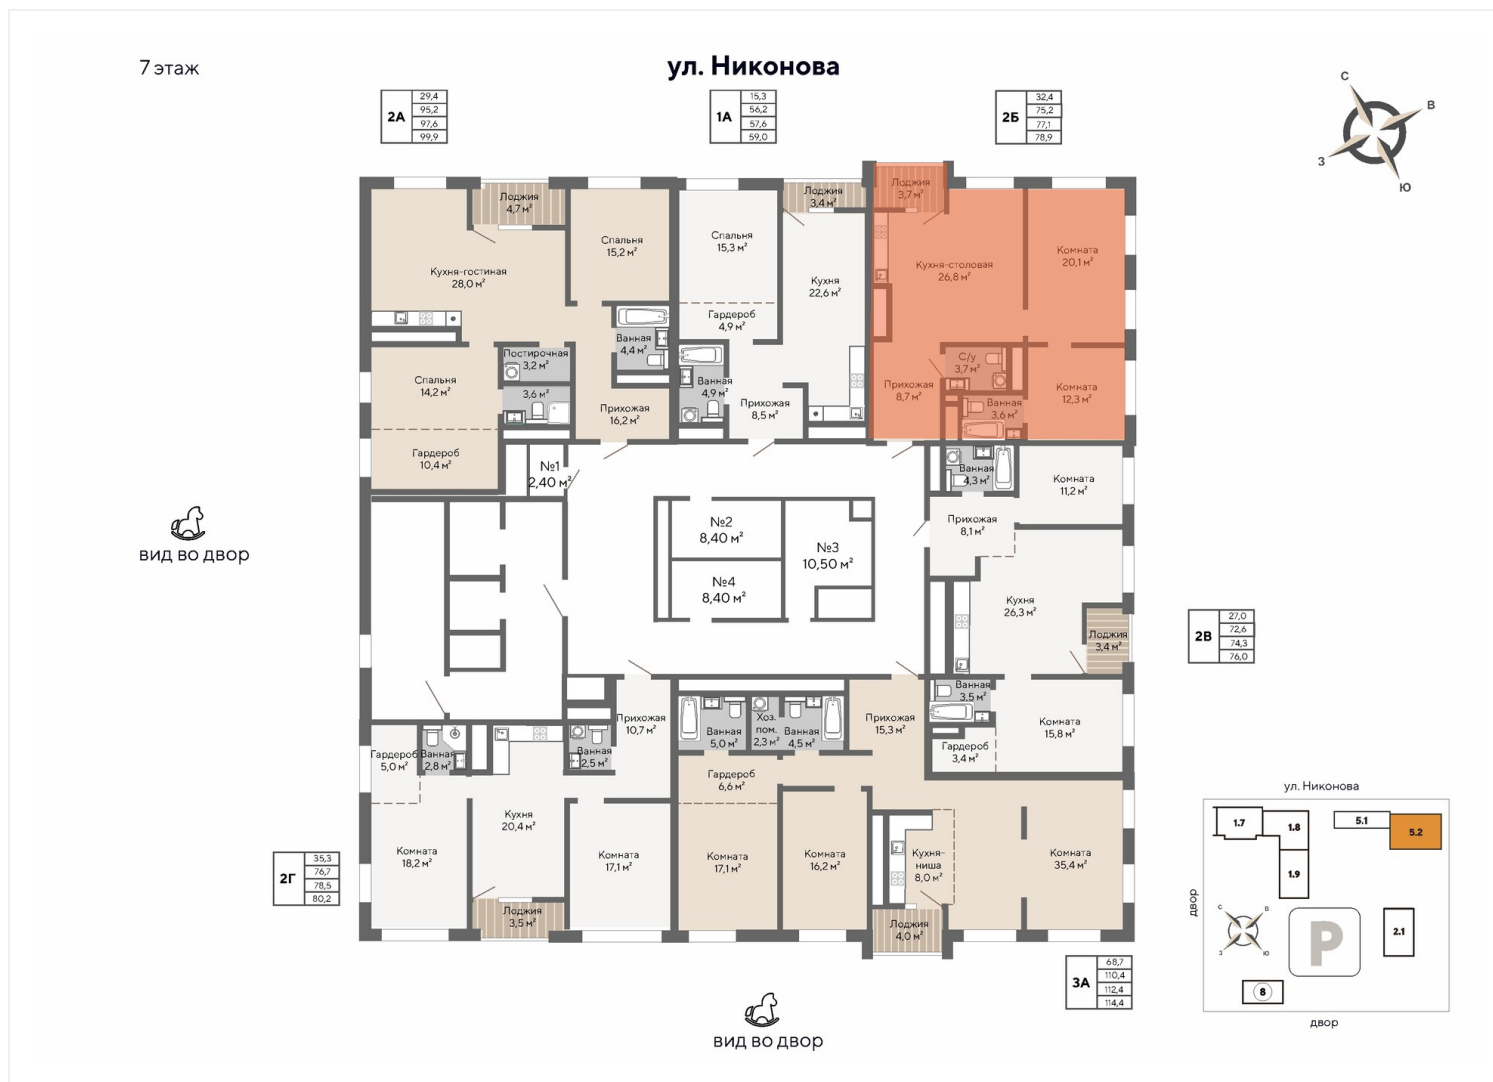 7 этаж
ул. Никонова
2А
29,4
95,2
97,6
99,9
1А
15,3
56,2
57,6
59,0
2Б
32,4
75,2
77,1
78,9
С
В
З
Ю
Лоджия
4,7 м²
Спальня
15,2 м²
Кухня-гостиная
28,0 м²
Ванная
4,4 м²
Постирочная
3,2 м²
3,6 м²
Спальня
14,2 м²
Гардероб
10,4 м²
Прихожая
16,2 м²
Спальня
15,3 м²
Гардероб
4,9 м²
Лоджия
3,4 м²
Кухня
22,6 м²
Ванная
4,9 м²
Прихожая
8,5 м²
Лоджия
3,7 м²
Кухня-столовая
26,8 м²
Комната
20,1 м²
С/у
3,7 м²
Прихожая
8,7 м²
Ванная
3,6 м²
Комната
12,3 м²
№1
2,40 м²
№2
8,40 м²
№3
10,50 м²
№4
8,40 м²
Ванная
4,3 м²
Комната
11,2 м²
Прихожая
8,1 м²
Кухня
26,3 м²
Лоджия
3,4 м²
Ванная
3,5 м²
Комната
15,8 м²
Гардероб
3,4 м²
2В
27,0
72,6
74,3
76,0
вид во двор
Гардероб
5,0 м²
Ванная
2,8 м²
Комната
18,2 м²
Кухня
20,4 м²
Лоджия
3,5 м²
Ванная
2,5 м²
Прихожая
10,7 м²
Комната
17,1 м²
2Г
35,3
76,7
78,5
80,2
Ванная
5,0 м²
Хоз.
пом.
2,3 м²
Ванная
4,5 м²
Прихожая
15,3 м²
Гардероб
6,6 м²
Комната
17,1 м²
Комната
16,2 м²
Кухня-
ниша
8,0 м²
Комната
35,4 м²
Лоджия
4,0 м²
3А
68,7
110,4
112,4
114,4
вид во двор
ул. Никонова
1.7
1.8
1.9
5.1
5.2
2.1
8
P
С
В
З
Ю
двор
двор